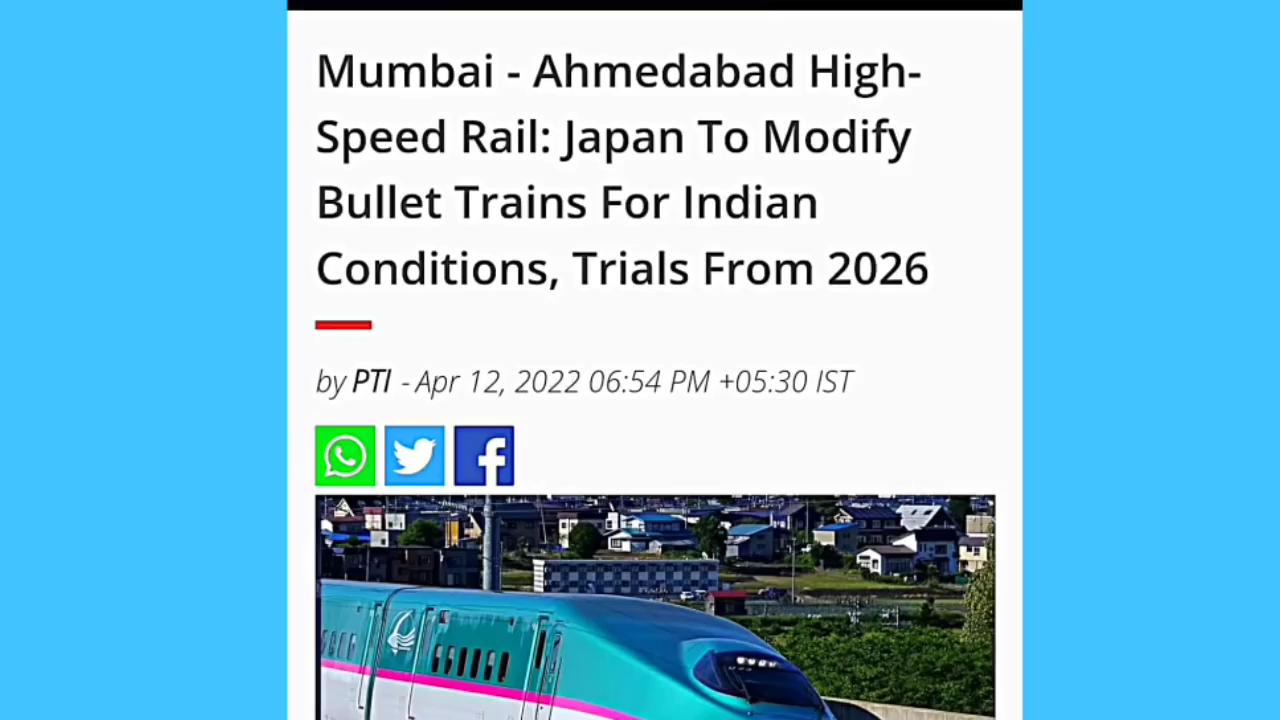 Mumbai - Ahmedabad High-
Speed Rail: Japan To Modify
Bullet Trains For Indian
Conditions, Trials From 2026
by PTI - Apr 12, 2022 06:54 PM +05:30 IST